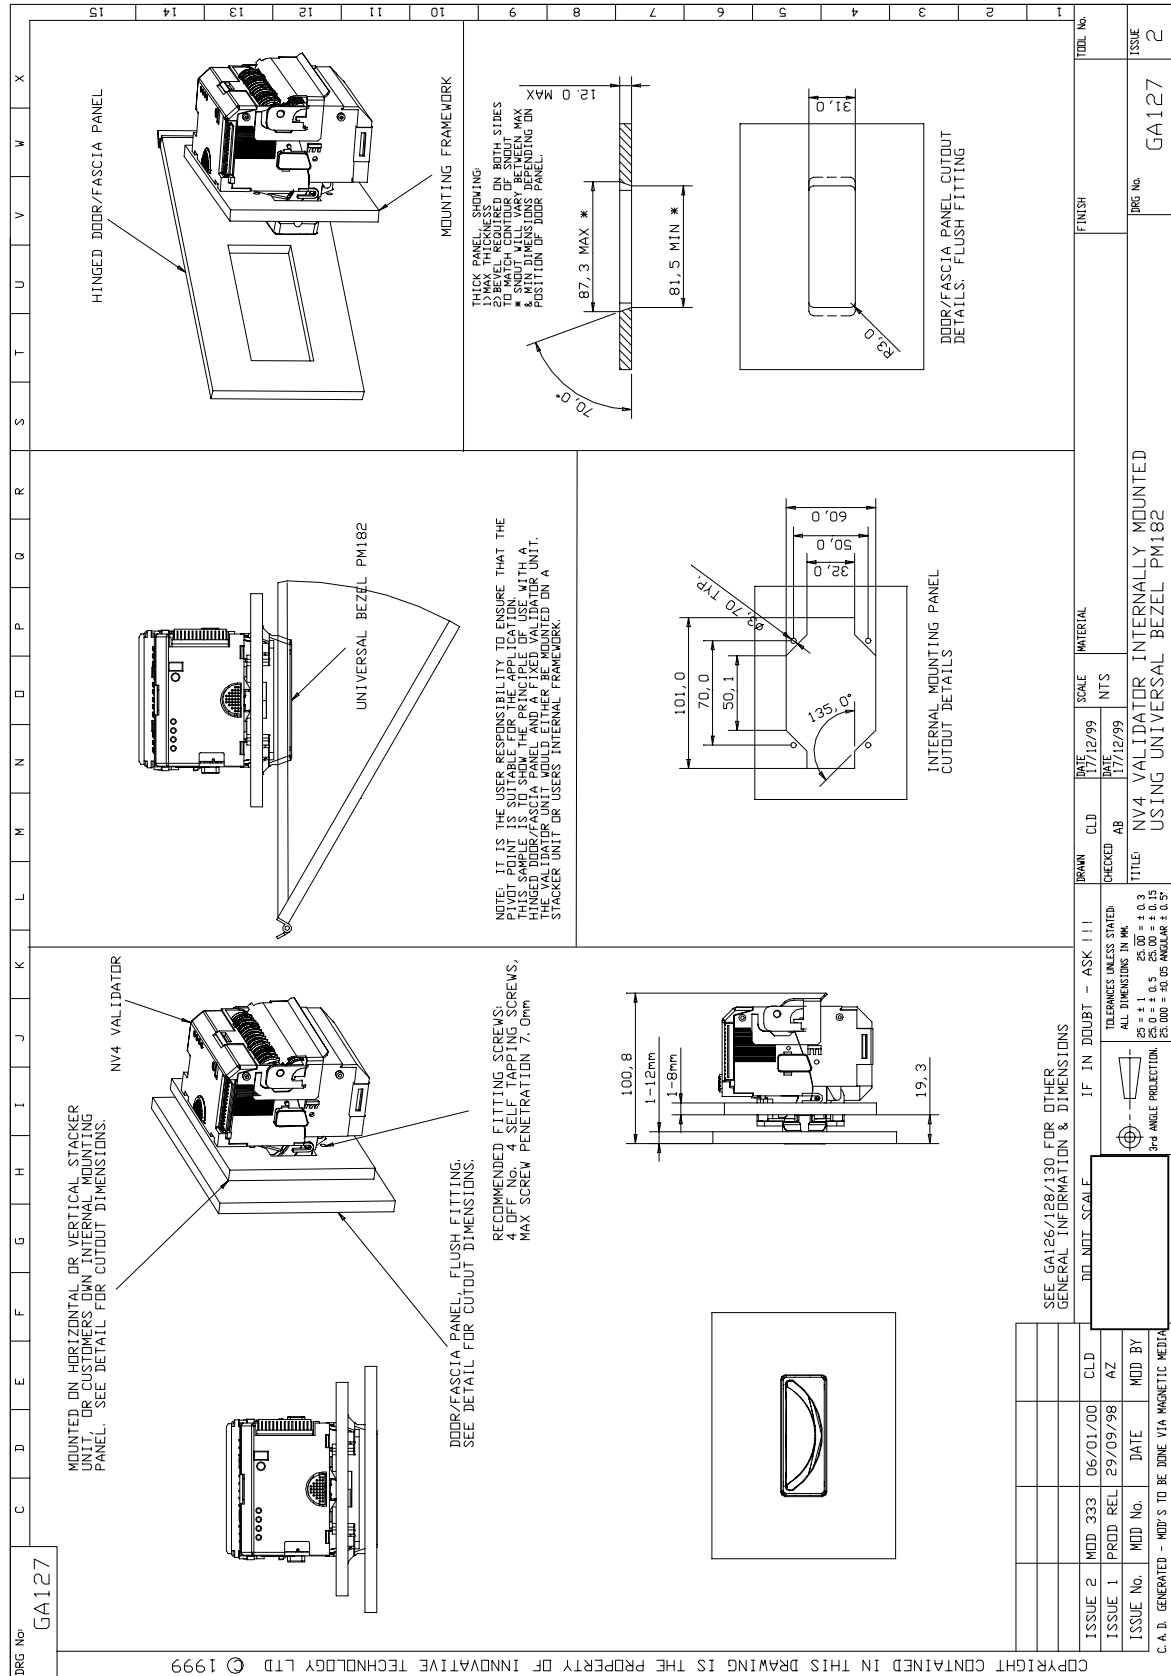 DRG No:
GA127
C D E F G H I J K L M N O P Q R S T U V W X
15 14 13 12 11 10 9 8 7 6 5 4 3 2 1
MOUNTED ON HORIZONTAL OR VERTICAL STACKER
UNIT, OR CUSTOMERS OWN INTERNAL MOUNTING
PANEL. SEE DETAIL FOR CUTOUT DIMENSIONS.
NV4 VALIDATOR
DOOR/FASCIA PANEL, FLUSH FITTING.
SEE DETAIL FOR CUTOUT DIMENSIONS.
RECOMMENDED FITTING SCREWS:
4 OFF No. 4 SELF TAPPING SCREWS,
MAX SCREW PENETRATION 7.0mm
100,8
1-12mm
1-8mm
19,3
SEE GA126/128/130 FOR OTHER
GENERAL INFORMATION & DIMENSIONS
UNIVERSAL BEZEL PM182
NOTE: IT IS THE USER RESPONSIBILITY TO ENSURE THAT THE
PIVOT POINT IS SUITABLE FOR THE APPLICATION.
THIS SAMPLE IS TO SHOW THE PRINCIPLE OF USE WITH A
HINGED DOOR/FASCIA PANEL AND A FIXED VALIDATOR UNIT.
THE VALIDATOR UNIT WOULD EITHER BE MOUNTED ON A
STACKER UNIT OR USERS INTERNAL FRAMEWORK.
101,0
70,0
50,1
ø3,70 TYP.
135,0°
32,0
50,0
60,0
INTERNAL MOUNTING PANEL
CUTOUT DETAILS
HINGED DOOR/FASCIA PANEL
MOUNTING FRAMEWORK
THICK PANEL, SHOWING:
1)MAX THICKNESS
2)BEVEL REQUIRED ON BOTH SIDES
TO MATCH CONTOUR OF SNOUT
* SNOUT WILL VARY BETWEEN MAX
& MIN DIMENSIONS DEPENDING ON
POSITION OF DOOR PANEL.
12.0 MAX
87,3 MAX *
70,0°
81,5 MIN *
31,0
R3,0
DOOR/FASCIA PANEL CUTOUT
DETAILS. FLUSH FITTING
ISSUE 2 MOD 333 06/01/00 CLD
ISSUE 1 PROD REL 29/09/98 AZ
ISSUE No. MOD No. DATE MOD BY
C.A.D. GENERATED - MOD'S TO BE DONE VIA MAGNETIC MEDIA
DO NOT SCALE
IF IN DOUBT - ASK !!!
3rd ANGLE PROJECTION.
TOLERANCES UNLESS STATED:
ALL DIMENSIONS IN MM.
25 = ± 1 25.00 = ± 0.3
25.0 = ± 0.5 25.00 = ± 0.15
25.000 = ±0.05 ANGULAR ± 0.5°
DRAWN
CLD
DATE
17/12/99
CHECKED
AB
DATE
17/12/99
SCALE
NTS
MATERIAL
FINISH
TOOL No.
TITLE:
NV4 VALIDATOR INTERNALLY MOUNTED
USING UNIVERSAL BEZEL PM182
DRG No.
GA127
ISSUE
2
COPYRIGHT CONTAINED IN THIS DRAWING IS THE PROPERTY OF INNOVATIVE TECHNOLOGY LTD © 1999